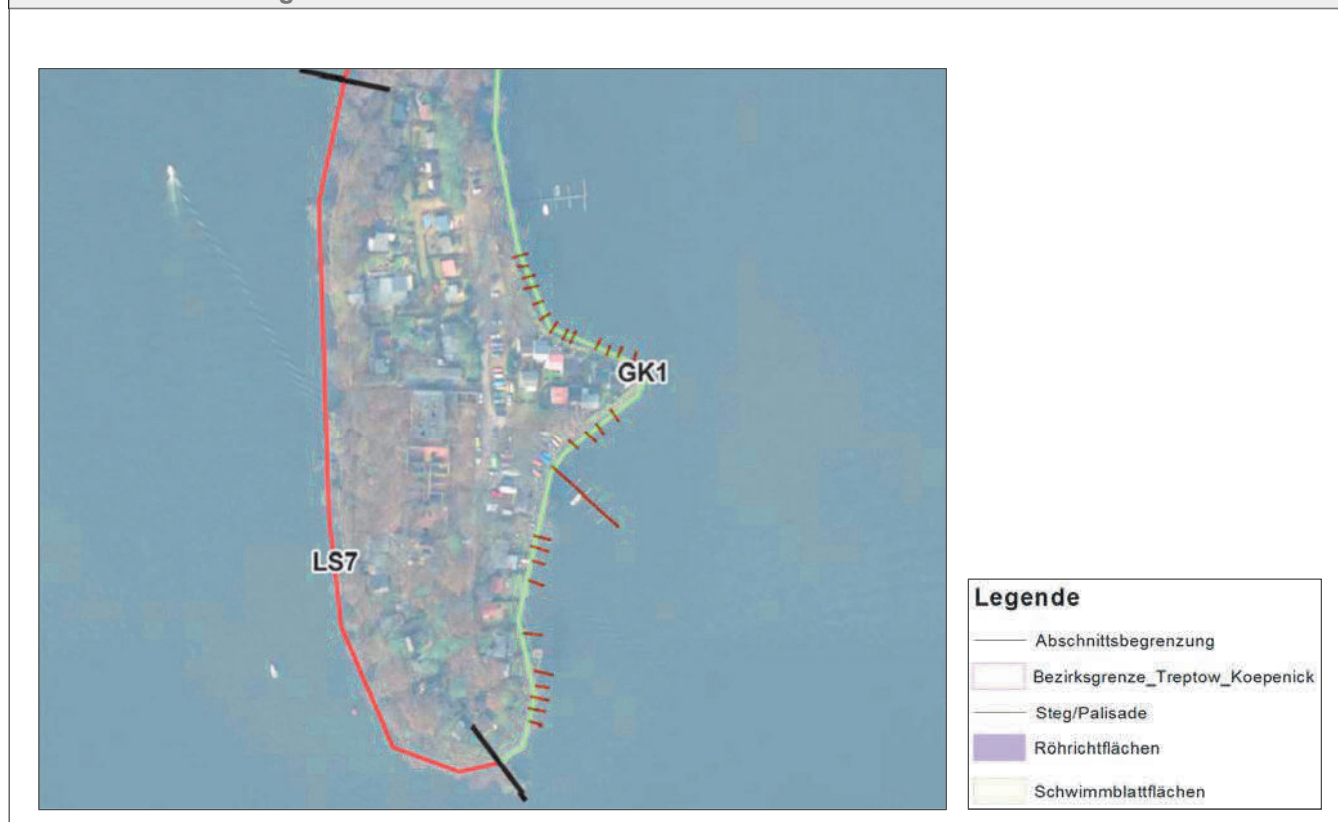 GK1
LS7
Legende
Abschnittsbegrenzung
Bezirksgrenze_Treptow_Koepenick
Steg/Palisade
Röhrichtflächen
Schwimmblattflächen